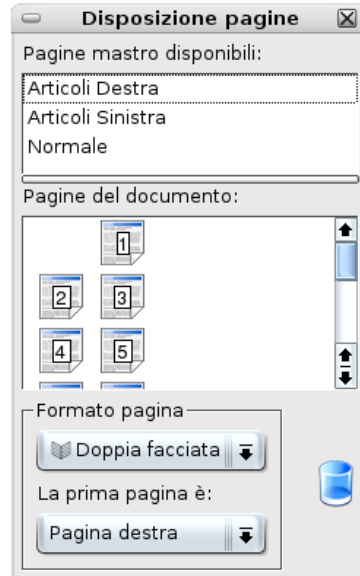 Disposizione pagine
Pagine mastro disponibili:
Articoli Destra
Articoli Sinistra
Normale
Pagine del documento:
1
2 3
4 5
Formato pagina
Doppia facciata
La prima pagina è:
Pagina destra